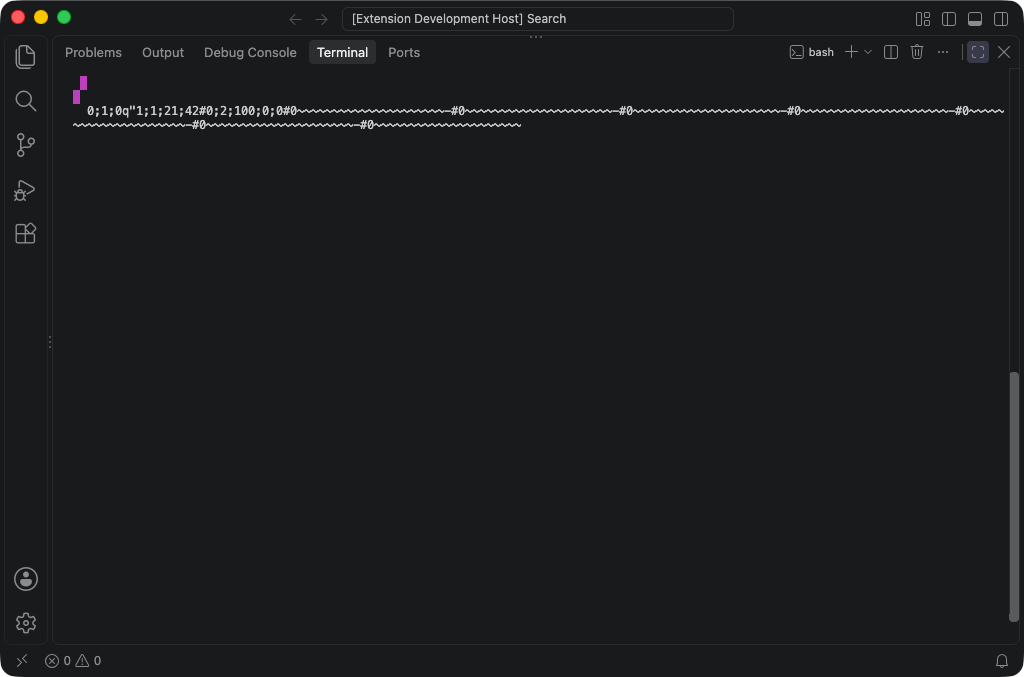 [Extension Development Host] Search
Problems Output Debug Console Terminal Ports bash
0;1;0q"1;1;21;42#0;2;100;0;0#0~~~~~~~~~~~~~~~~~~~~~-#0~~~~~~~~~~~~~~~~~~~~~-#0~~~~~~~~~~~~~~~~~~~~~-#0~~~~~~~~~~~~~~~~~~~~~-#0~~~~~
~~~~~~~~~~~~~~~~-#0~~~~~~~~~~~~~~~~~~~~~-#0~~~~~~~~~~~~~~~~~~~~~
0 0